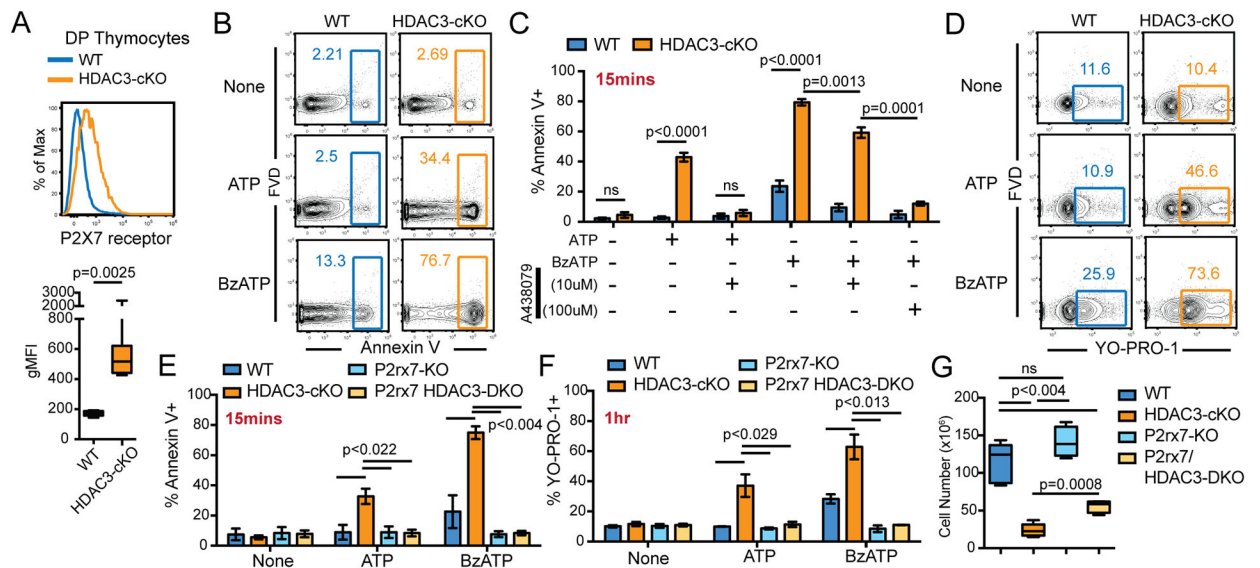 A
DP Thymocytes
WT
HDAC3-cKO
% of Max
100
80
60
40
20
0
P2X7 receptor
p=0.0025
3000
2000
800
600
400
200
0
gMFI
WT
HDAC3-cKO
B
WT
HDAC3-cKO
None
2.21
2.69
ATP
2.5
34.4
BzATP
13.3
76.7
FVD
Annexin V
C
WT
HDAC3-cKO
15mins
% Annexin V+
100
80
60
40
20
0
ns
p<0.0001
ns
p<0.0001
p=0.0013
p=0.0001
ATP
- - + + - - -
BzATP
- - - - + + +
A438079
(10uM)
- - - + - + -
(100uM)
- - - - - - +
D
WT
HDAC3-cKO
None
11.6
10.4
ATP
10.9
46.6
BzATP
25.9
73.6
FVD
YO-PRO-1
E
WT
P2rx7-KO
HDAC3-cKO
P2rx7 HDAC3-DKO
15mins
% Annexin V+
100
80
60
40
20
0
p<0.022
p<0.004
None
ATP
BzATP
F
WT
P2rx7-KO
HDAC3-cKO
P2rx7 HDAC3-DKO
1hr
% YO-PRO-1+
100
80
60
40
20
0
p<0.029
p<0.013
None
ATP
BzATP
G
ns
p<0.004
p=0.0008
Cell Number (x10⁶)
200
150
100
50
0
WT
HDAC3-cKO
P2rx7-KO
P2rx7/
HDAC3-DKO